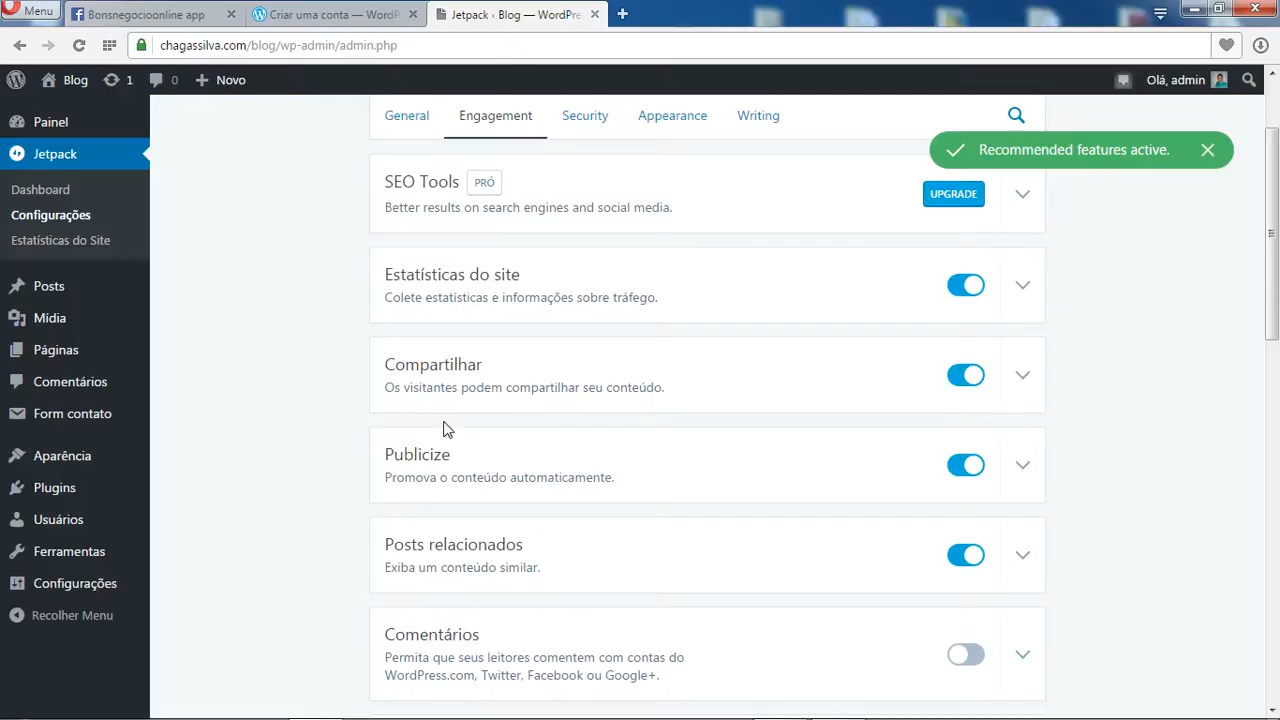 Menu
Bonsnegocioonline app
Criar uma conta — WordP
Jetpack ‹ Blog — WordPre
chagassilva.com/blog/wp-admin/admin.php
Blog
1
0
Novo
Olá, admin
Painel
Jetpack
Dashboard
Configurações
Estatísticas do Site
Posts
Mídia
Páginas
Comentários
Form contato
Aparência
Plugins
Usuários
Ferramentas
Configurações
Recolher Menu
General
Engagement
Security
Appearance
Writing
Recommended features active.
SEO Tools
PRÓ
Better results on search engines and social media.
UPGRADE
Estatísticas do site
Colete estatísticas e informações sobre tráfego.
Compartilhar
Os visitantes podem compartilhar seu conteúdo.
Publicize
Promova o conteúdo automaticamente.
Posts relacionados
Exiba um conteúdo similar.
Comentários
Permita que seus leitores comentem com contas do
WordPress.com, Twitter, Facebook ou Google+.